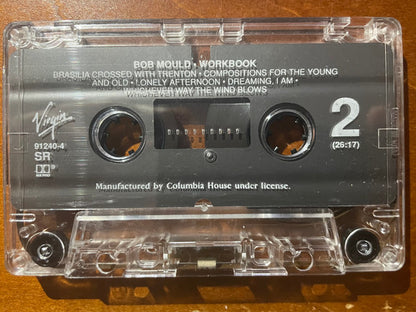 BOB MOULD • WORKBOOK
BRASILIA CROSSED WITH TRENTON • COMPOSITIONS FOR THE YOUNG
AND OLD • LONELY AFTERNOON • DREAMING, I AM •
WHICHEVER WAY THE WIND BLOWS
Virgin
91240-4
SR
2
(26:17)
Manufactured by Columbia House under license.